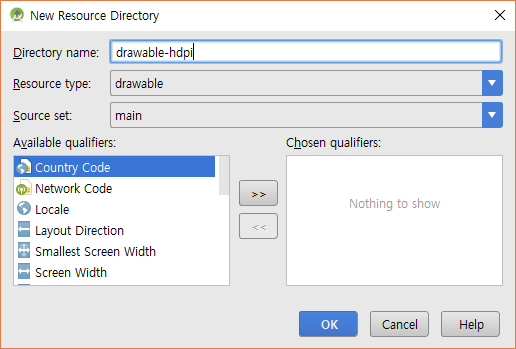 New Resource Directory
Directory name: drawable-hdpi
Resource type: drawable
Source set: main
Available qualifiers: Chosen qualifiers:
Country Code
Network Code
Locale
Layout Direction
Smallest Screen Width
Screen Width
>>
<<
Nothing to show
OK Cancel Help